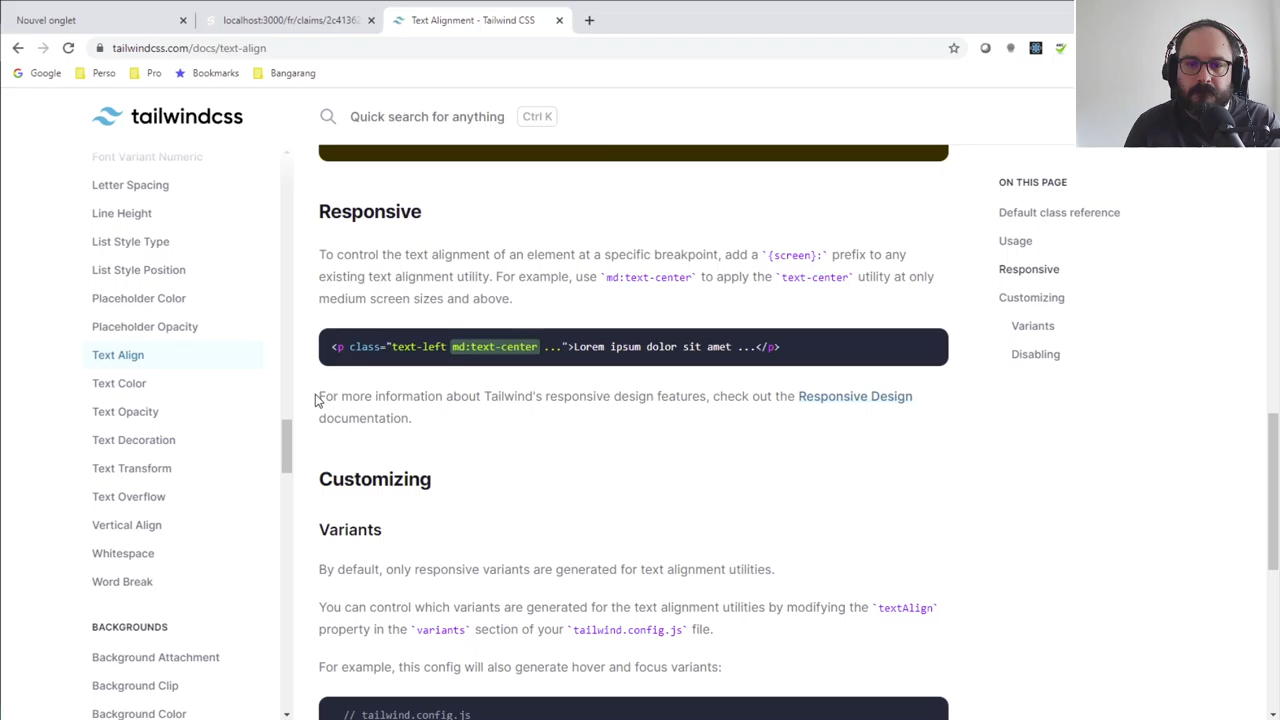 Nouvel onglet
localhost:3000/fr/claims/2c41362
Text Alignment - Tailwind CSS
tailwindcss.com/docs/text-align
Google
Perso
Pro
Bookmarks
Bangarang
tailwindcss
Quick search for anything
Ctrl K
Font Variant Numeric
Letter Spacing
Line Height
List Style Type
List Style Position
Placeholder Color
Placeholder Opacity
Text Align
Text Color
Text Opacity
Text Decoration
Text Transform
Text Overflow
Vertical Align
Whitespace
Word Break
BACKGROUNDS
Background Attachment
Background Clip
Background Color
Responsive
To control the text alignment of an element at a specific breakpoint, add a `{screen}:` prefix to any
existing text alignment utility. For example, use `md:text-center` to apply the `text-center` utility at only
medium screen sizes and above.
<p class="text-left md:text-center ...">Lorem ipsum dolor sit amet ...</p>
For more information about Tailwind's responsive design features, check out the Responsive Design
documentation.
Customizing
Variants
By default, only responsive variants are generated for text alignment utilities.
You can control which variants are generated for the text alignment utilities by modifying the `textAlign`
property in the `variants` section of your `tailwind.config.js` file.
For example, this config will also generate hover and focus variants:
// tailwind.config.js
ON THIS PAGE
Default class reference
Usage
Responsive
Customizing
Variants
Disabling